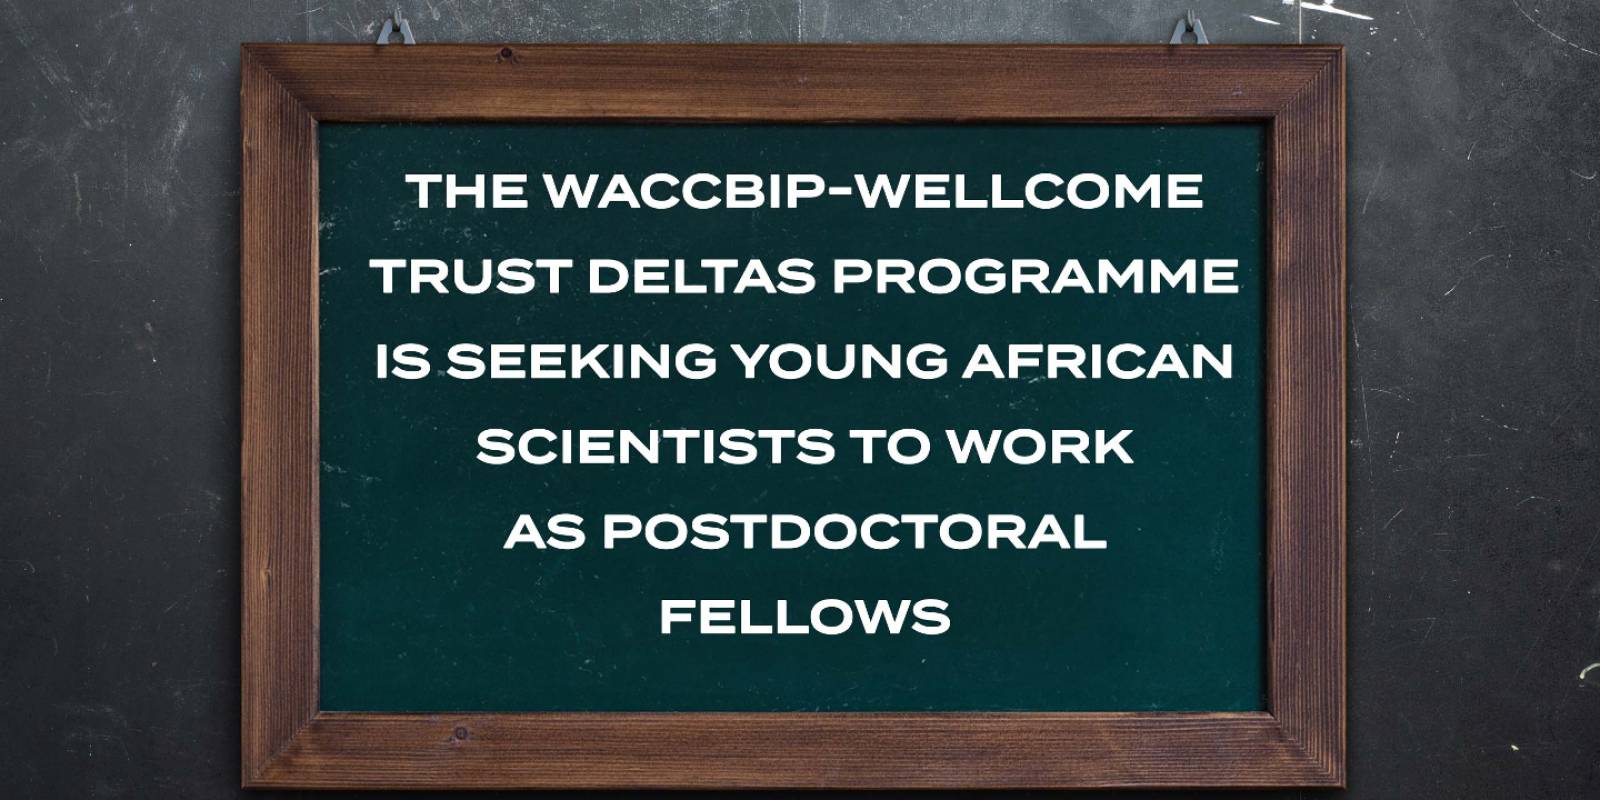 THE WACCBIP-WELLCOME
TRUST DELTAS PROGRAMME
IS SEEKING YOUNG AFRICAN
SCIENTISTS TO WORK
AS POSTDOCTORAL
FELLOWS